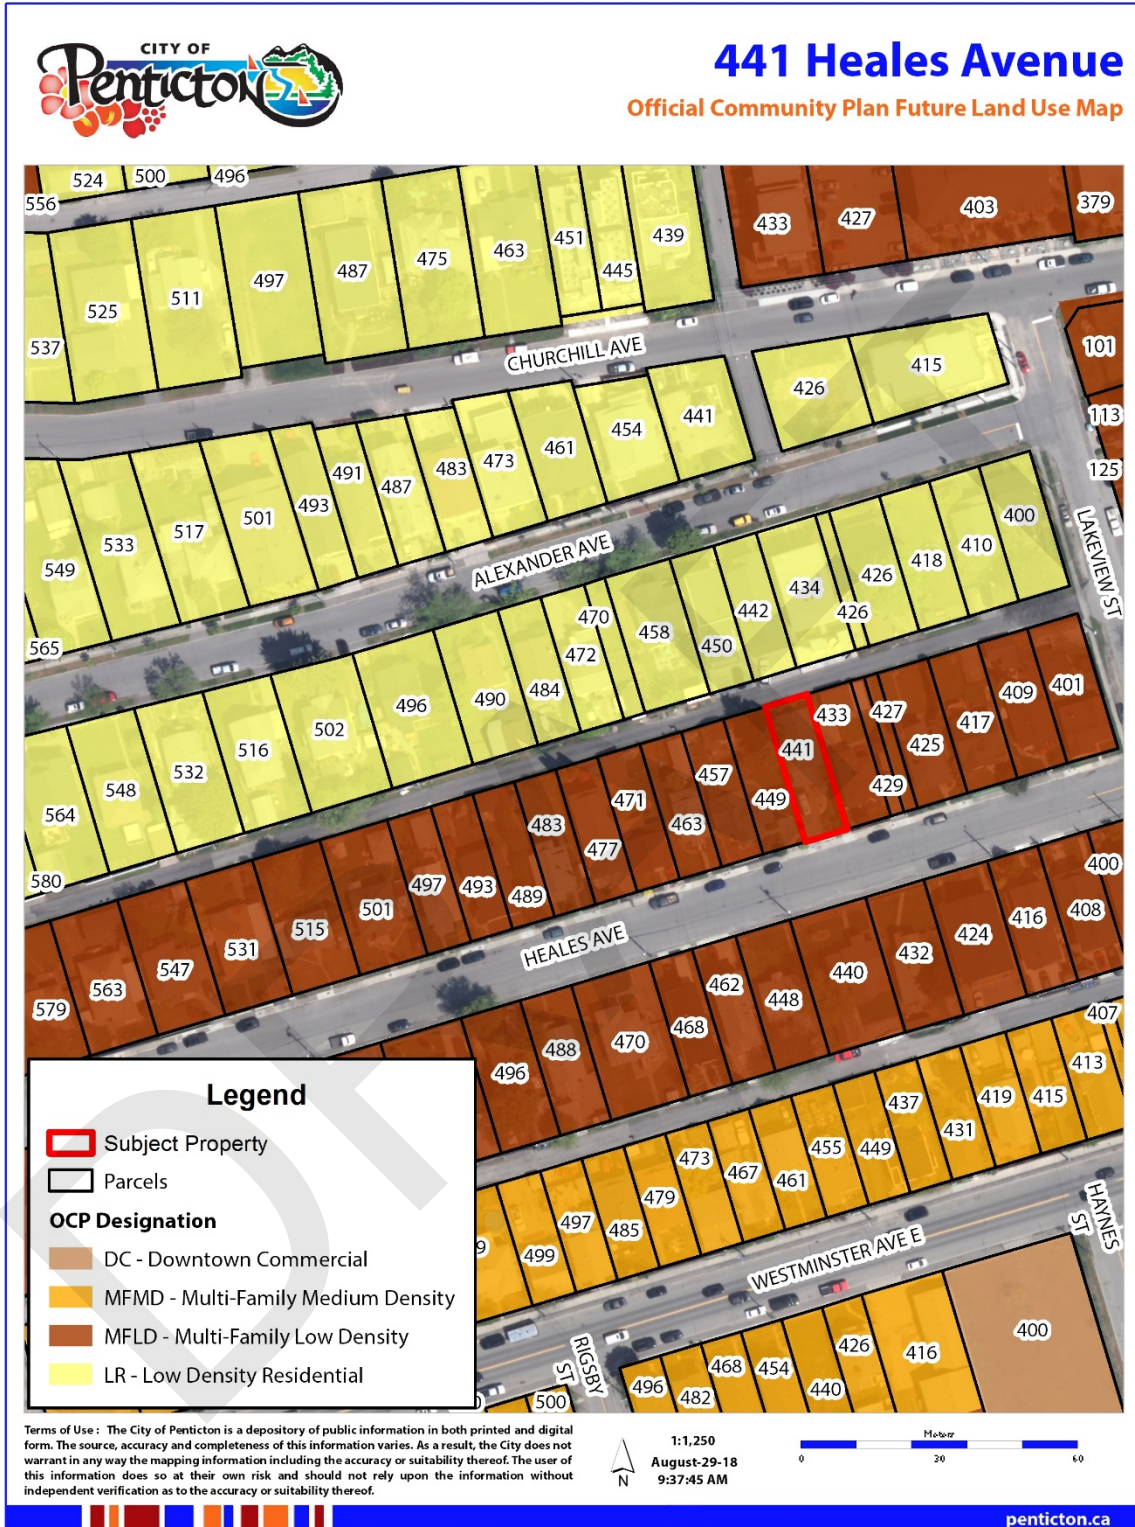 CITY OF
Penticton
441 Heales Avenue
Official Community Plan Future Land Use Map
524 500 496
556
433 427 403 379
537 525 511 497 487 475 463 451 445 439
CHURCHILL AVE
101
113
125
426 415
549 533 517 501 493 491 487 483 473 461 454 441
565
ALEXANDER AVE
LAKEVIEW ST
564 548 532 516 502 496 490 484 472 470 458 450 442 434 426 426 418 410 400
580
579 563 547 531 515 501 497 493 489 483 477 471 463 457 449 441 433 429 427 425 417 409 401
HEALES AVE
496 488 470 468 462 448 440 432 424 416 408 400
9 499 497 485 479 473 467 461 455 449 437 431 419 415 413 407
WESTMINSTER AVE E
HAYNES ST
RIGSBY ST
500 496 482 468 454 440 426 416 400
DRAFT
Legend
Subject Property
Parcels
OCP Designation
DC - Downtown Commercial
MFMD - Multi-Family Medium Density
MFLD - Multi-Family Low Density
LR - Low Density Residential
Terms of Use : The City of Penticton is a depository of public information in both printed and digital
form. The source, accuracy and completeness of this information varies. As a result, the City does not
warrant in any way the mapping information including the accuracy or suitability thereof. The user of
this information does so at their own risk and should not rely upon the information without
independent verification as to the accuracy or suitability thereof.
N
1:1,250
August-29-18
9:37:45 AM
Meters
0 30 60
penticton.ca